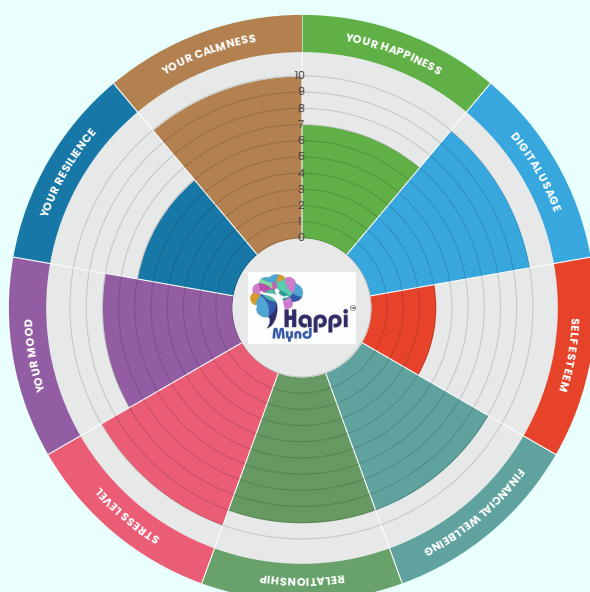 YOUR CALMNESS
YOUR HAPPINESS
DIGITAL USAGE
SELF ESTEEM
FINANCIAL WELLBEING
RELATIONSHIP
STRESS LEVEL
YOUR MOOD
YOUR RESILIENCE
10
9
8
7
6
5
4
3
2
1
0
Happi
Mynd